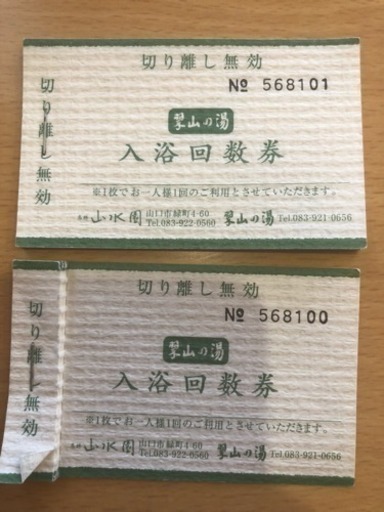 切り離し無効
切り離し無効
№ 568101
翠山の湯
入浴回数券
※1枚でお一人様1回のご利用とさせていただきます。
山水園 山口市緑町4-60 Tel.083-922-0560 翠山の湯 Tel.083-921-0656
切り離し無効
切り離し無効
№ 568100
翠山の湯
入浴回数券
※1枚でお一人様1回のご利用とさせていただきます。
山水園 山口市緑町4-60 Tel.083-922-0560 翠山の湯 Tel.083-921-0656